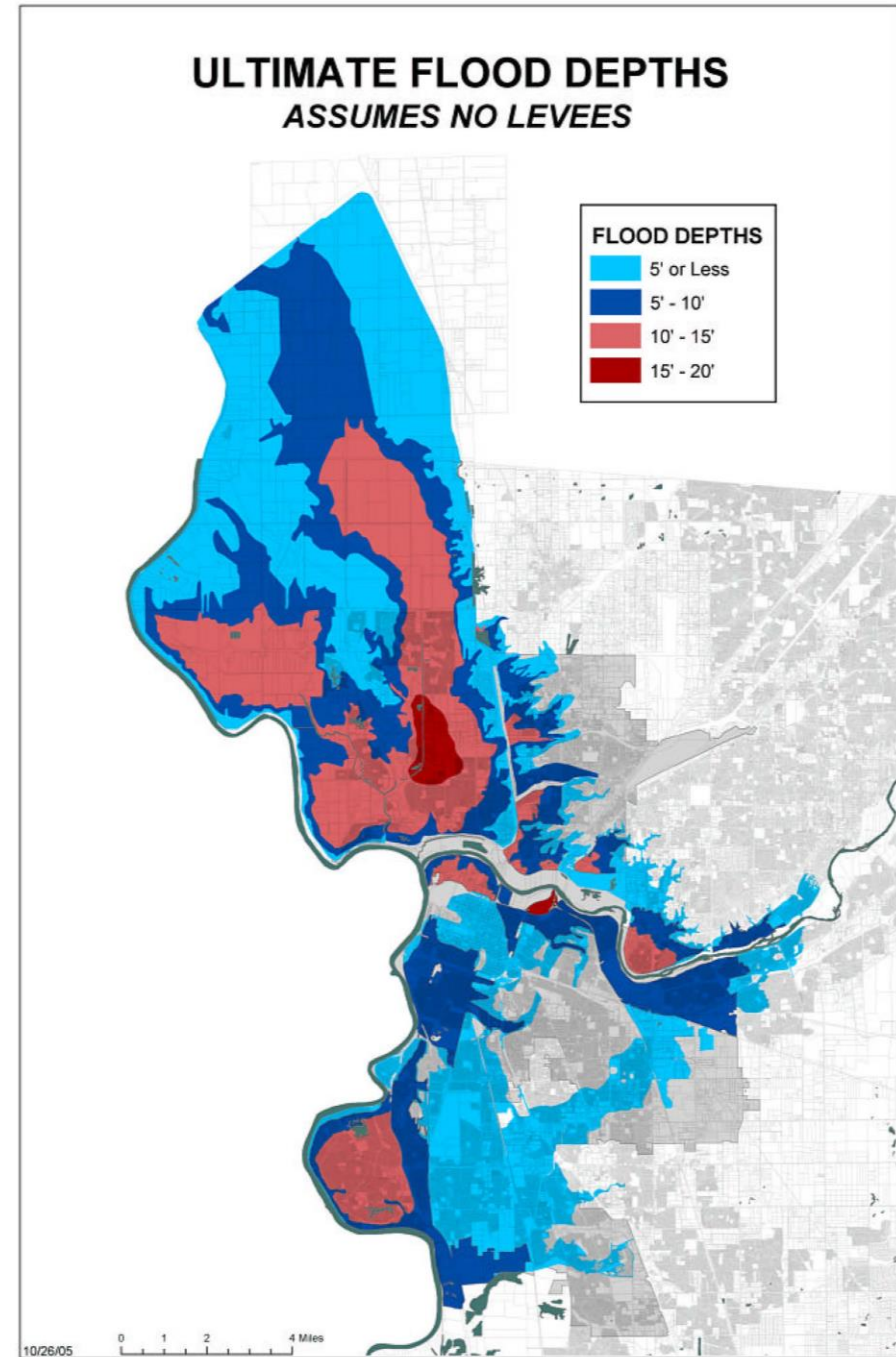 ULTIMATE FLOOD DEPTHS
ASSUMES NO LEVEES
FLOOD DEPTHS
5' or Less
5' - 10'
10' - 15'
15' - 20'
0 1 2 4 Miles
10/26/05